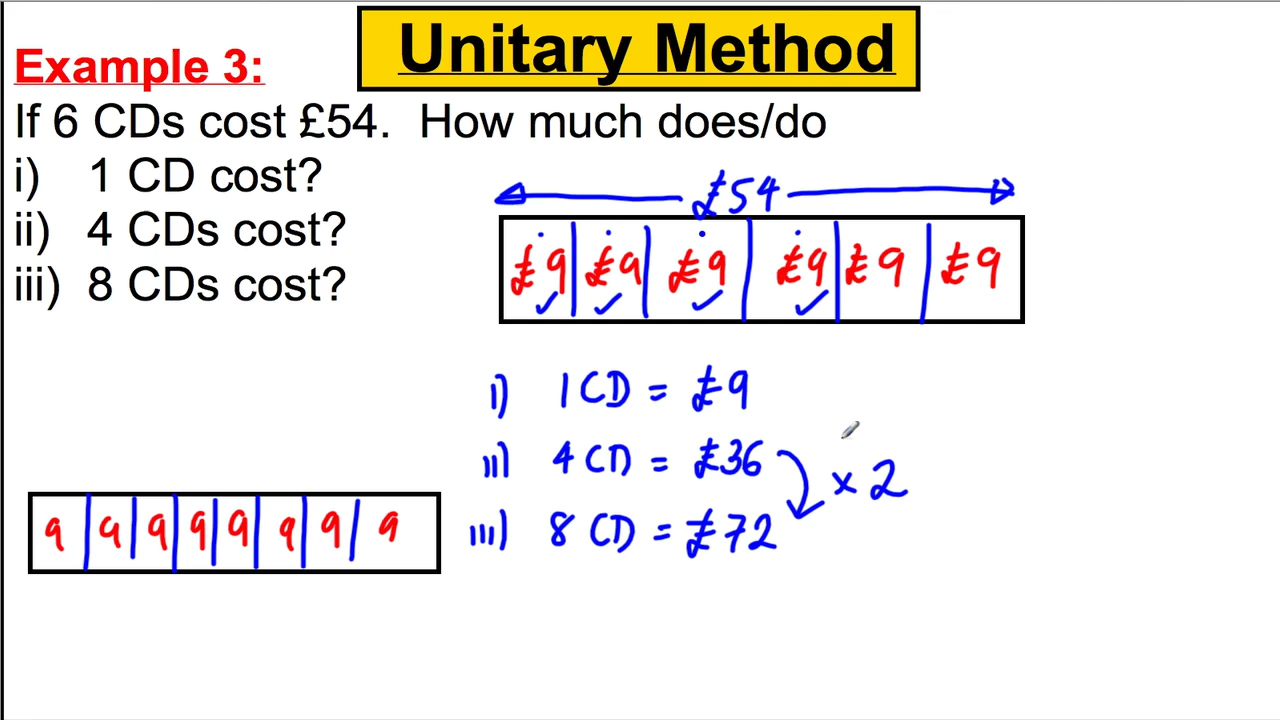 Unitary Method
Example 3:
If 6 CDs cost £54. How much does/do
i) 1 CD cost?
ii) 4 CDs cost?
iii) 8 CDs cost?
£54
£9 £9 £9 £9 £9 £9
i) 1 CD = £9
ii) 4 CD = £36
× 2
iii) 8 CD = £72
9 9 9 9 9 9 9 9